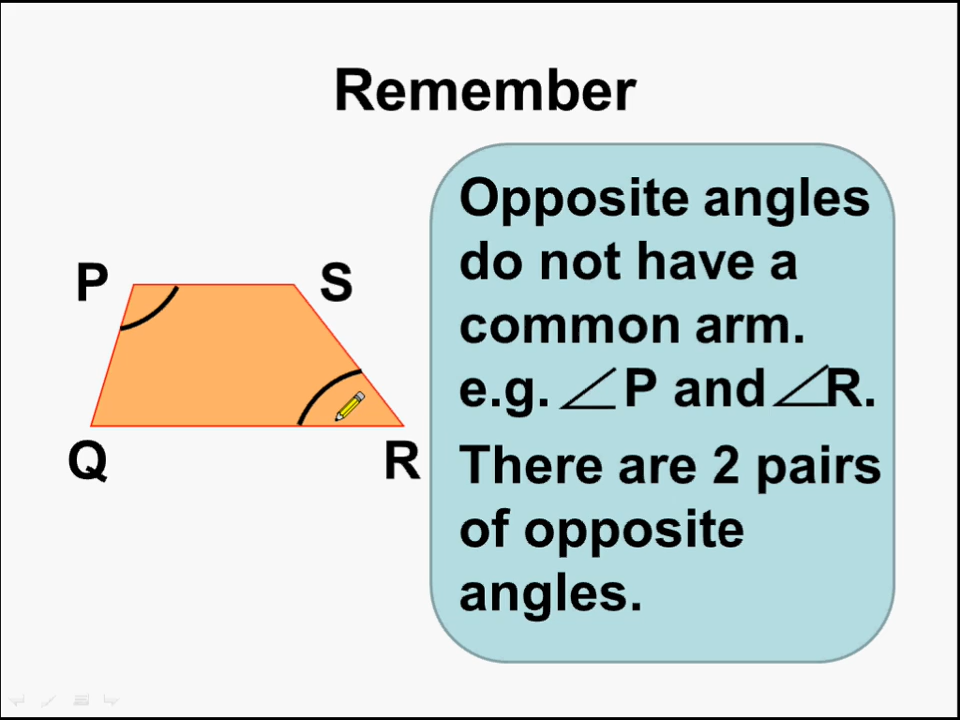 Remember
Opposite angles
do not have a
common arm.
e.g. ∠P and ∠R.
There are 2 pairs
of opposite
angles.
P
S
Q
R